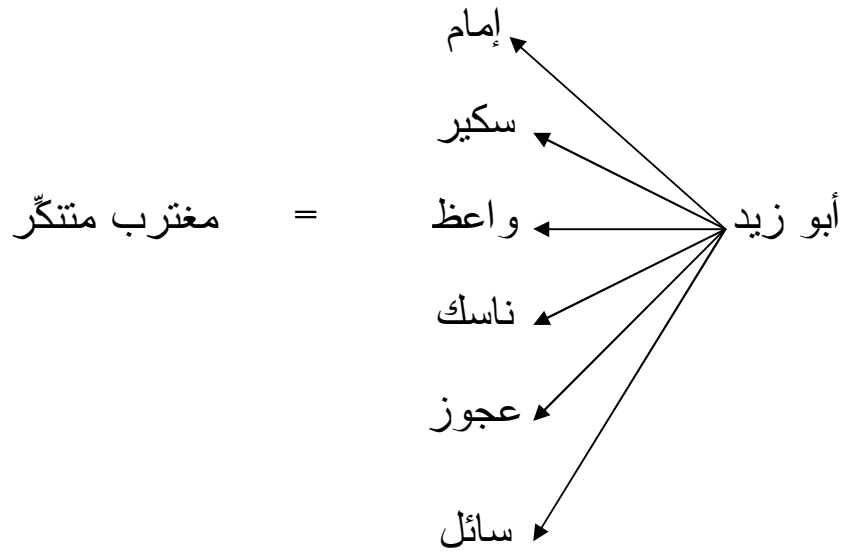 إمام
سكير
أبو زيد واعظ = مغترب متنكِّر
ناسك
عجوز
سائل